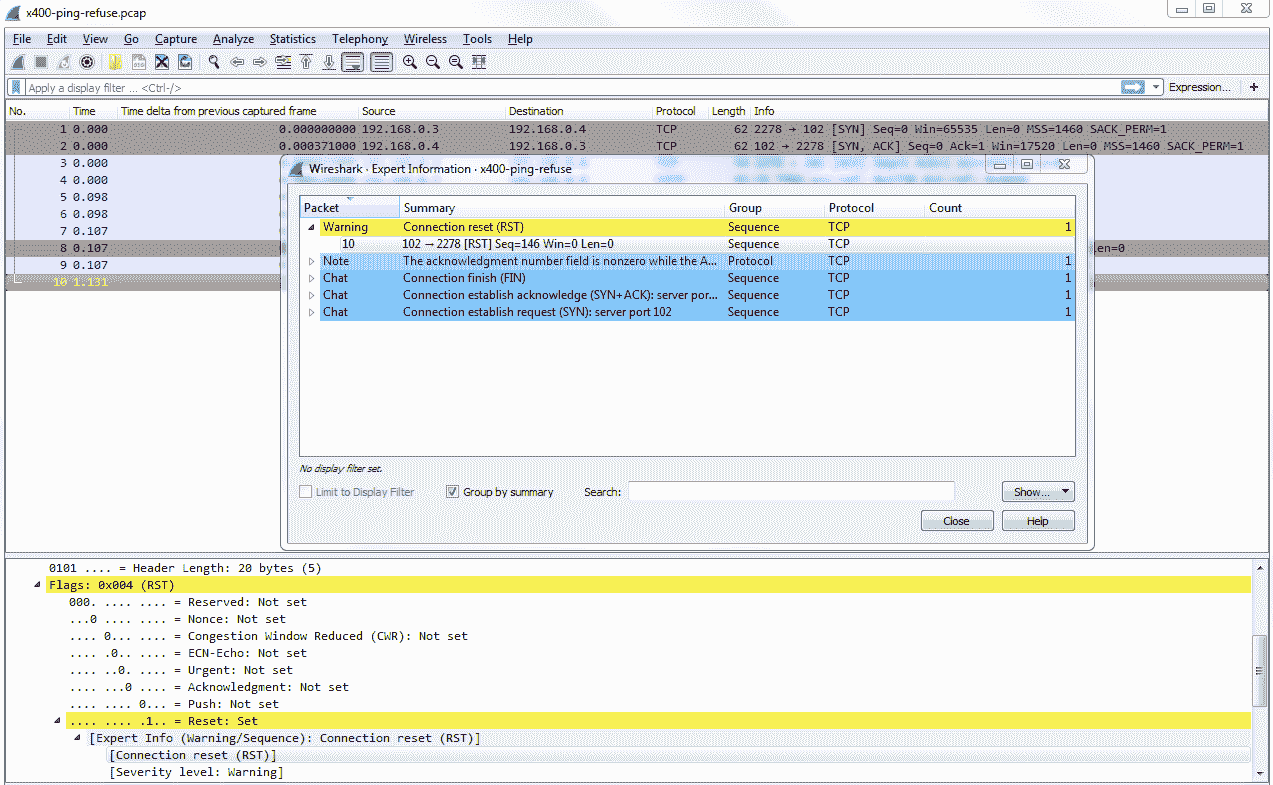 x400-ping-refuse.pcap
File Edit View Go Capture Analyze Statistics Telephony Wireless Tools Help
Apply a display filter ... <Ctrl-/> Expression... +
No. Time Time delta from previous captured frame Source Destination Protocol Length Info
1 0.000 0.000000000 192.168.0.3 192.168.0.4 TCP 62 2278 → 102 [SYN] Seq=0 Win=65535 Len=0 MSS=1460 SACK_PERM=1
2 0.000 0.000371000 192.168.0.4 192.168.0.3 TCP 62 102 → 2278 [SYN, ACK] Seq=0 Ack=1 Win=17520 Len=0 MSS=1460 SACK_PERM=1
3 0.000
4 0.000
5 0.098
6 0.098
7 0.107
8 0.107 Len=0
9 0.107
10 1.131
Wireshark · Expert Information · x400-ping-refuse
Packet Summary Group Protocol Count
Warning Connection reset (RST) Sequence TCP 1
10 102 → 2278 [RST] Seq=146 Win=0 Len=0 Sequence TCP
Note The acknowledgment number field is nonzero while the A... Protocol TCP 1
Chat Connection finish (FIN) Sequence TCP 1
Chat Connection establish acknowledge (SYN+ACK): server por... Sequence TCP 1
Chat Connection establish request (SYN): server port 102 Sequence TCP 1
No display filter set.
Limit to Display Filter Group by summary Search: Show...
Close Help
0101 .... = Header Length: 20 bytes (5)
Flags: 0x004 (RST)
000. .... .... = Reserved: Not set
...0 .... .... = Nonce: Not set
.... 0... .... = Congestion Window Reduced (CWR): Not set
.... .0.. .... = ECN-Echo: Not set
.... ..0. .... = Urgent: Not set
.... ...0 .... = Acknowledgment: Not set
.... .... 0... = Push: Not set
.... .... .1.. = Reset: Set
[Expert Info (Warning/Sequence): Connection reset (RST)]
[Connection reset (RST)]
[Severity level: Warning]